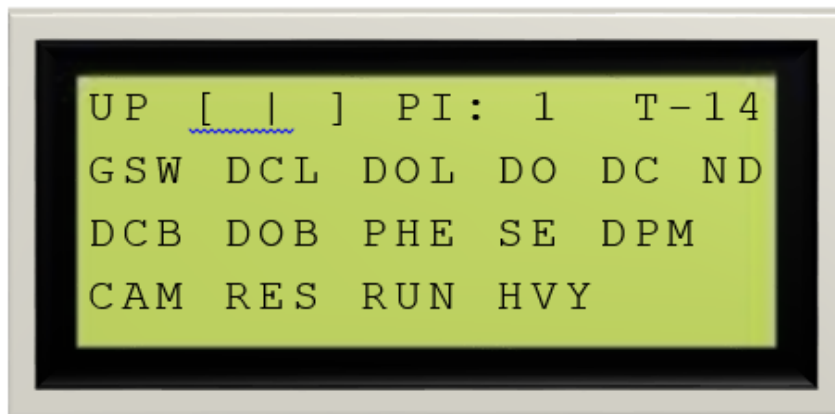 UP [ | ] PI: 1 T-14
GSW DCL DOL DO DC ND
DCB DOB PHE SE DPM
CAM RES RUN HVY